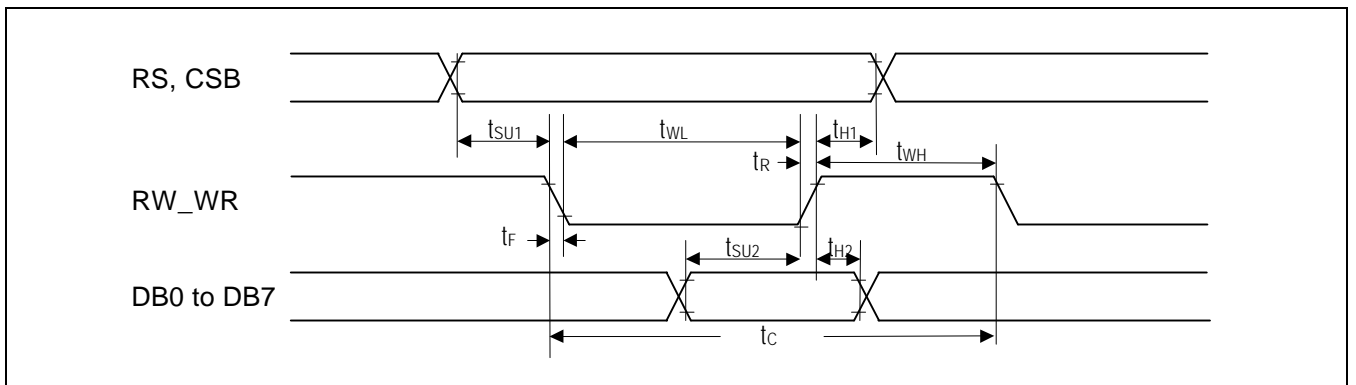 RS, CSB
tSU1
tWL
tH1
tR
tWH
RW_WR
tF
tSU2
tH2
DB0 to DB7
tC